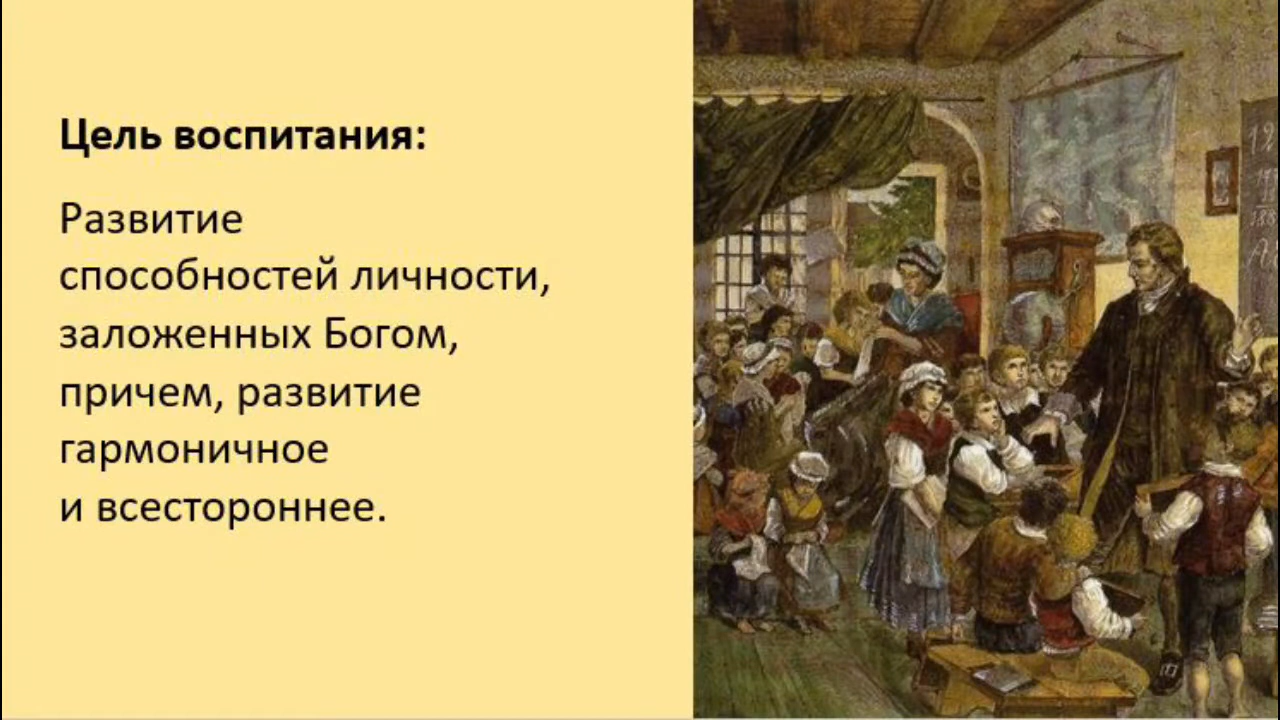 Цель воспитания:
Развитие
способностей личности,
заложенных Богом,
причем, развитие
гармоничное
и всестороннее.